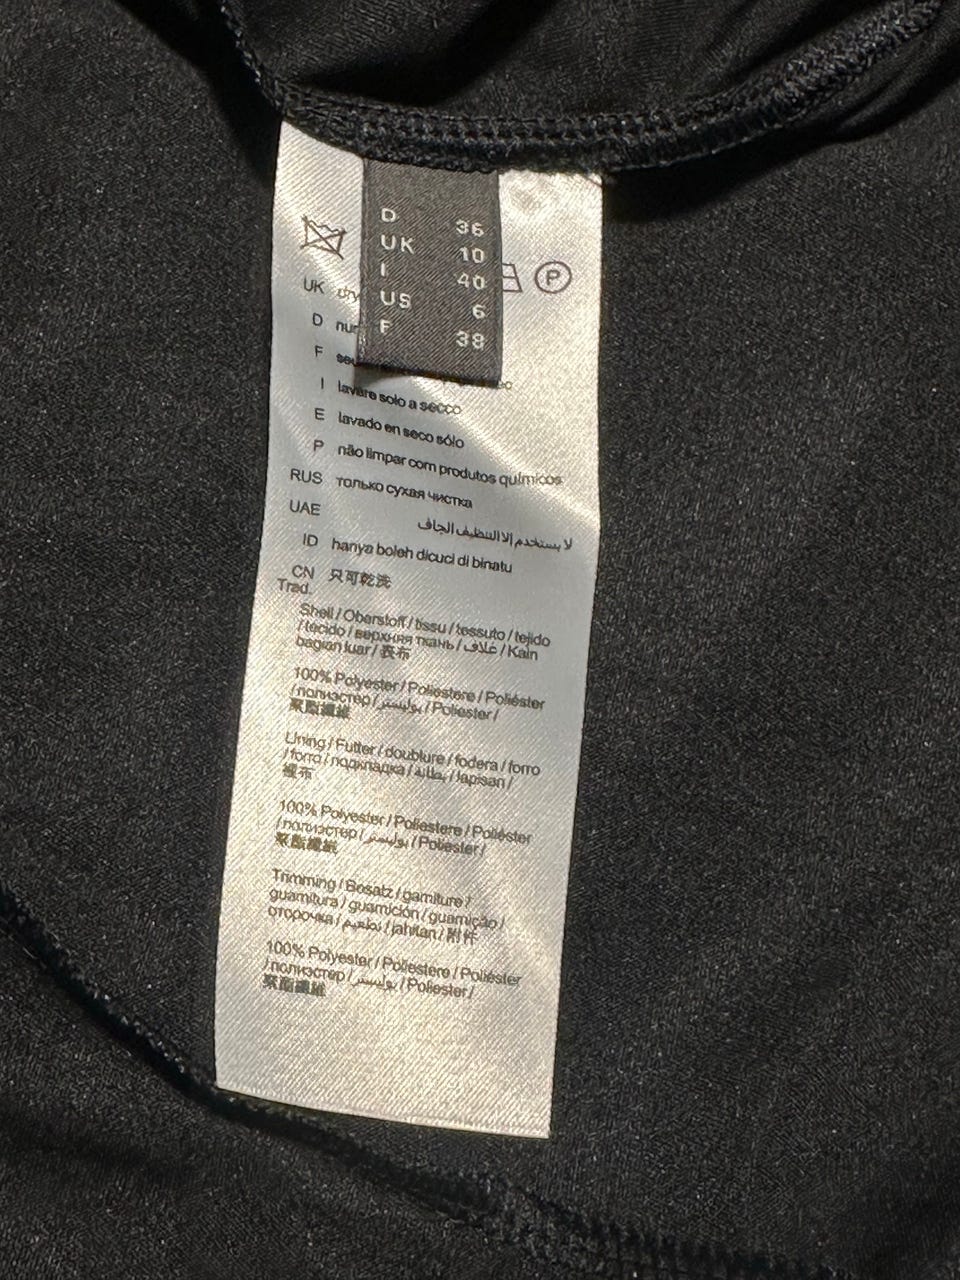 D 36
UK 10
I 40
US 6
F 38
P
UK dry
D nur
F
I lavare solo a secco
E lavado en seco sólo
P não limpar com produtos químicos
RUS только сухая чистка
UAE لا يستخدم إلا التنظيف الجاف
ID hanya boleh dicuci di binatu
CN 只可乾洗
Trad.
Shell / Oberstoff / tissu / tessuto / tejido
/ tecido / верхняя ткань / غلاف / Kain
bagian luar / 表布
100% Polyester / Poliestere / Poliéster
/ полиэстер / بوليستر / Poliester /
聚酯纖維
Lining / Futter / doublure / fodera / forro
/ forro / подкладка / بطانة / lapisan /
裡布
100% Polyester / Poliestere / Poliéster
/ полиэстер / بوليستر / Poliester /
聚酯纖維
Trimming / Besatz / garniture /
guarnitura / guarnición / guarnição /
оторочка / تطعيم / jahitan / 附件
100% Polyester / Poliestere / Poliéster
/ полиэстер / بوليستر / Poliester /
聚酯纖維